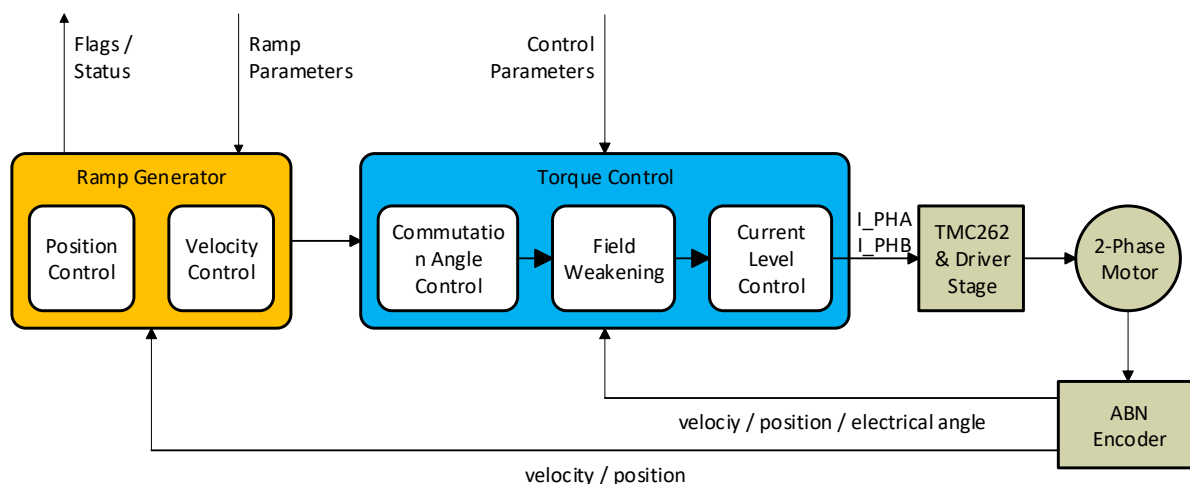 Flags /
Status
Ramp
Parameters
Control
Parameters
Ramp Generator
Position
Control
Velocity
Control
Torque Control
Commutatio
n Angle
Control
Field
Weakening
Current
Level
Control
I_PHA
I_PHB
TMC262
& Driver
Stage
2-Phase
Motor
ABN
Encoder
velociy / position / electrical angle
velocity / position